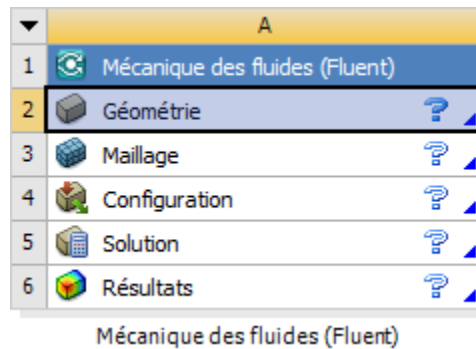 A
1 Mécanique des fluides (Fluent)
2 Géométrie ?
3 Maillage ?
4 Configuration ?
5 Solution ?
6 Résultats ?
Mécanique des fluides (Fluent)